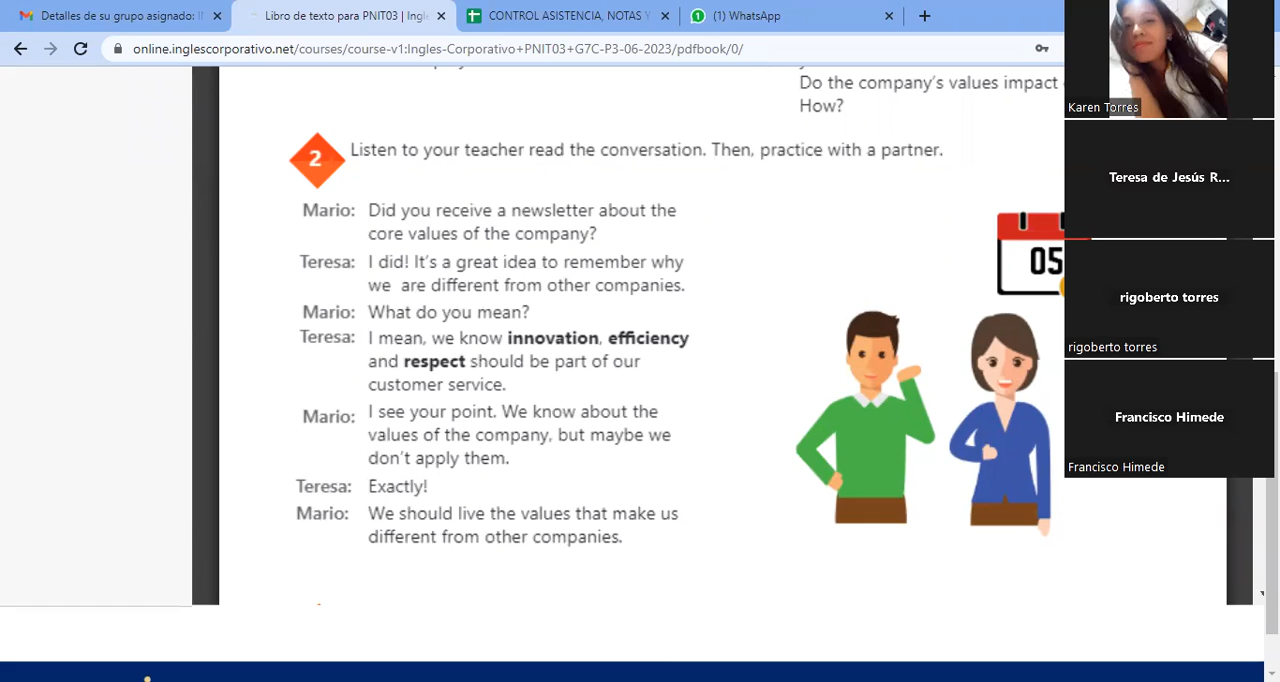 Detalles de su grupo asignado: I
Libro de texto para PNIT03 | Ingl
CONTROL ASISTENCIA, NOTAS Y
(1) WhatsApp
online.inglescorporativo.net/courses/course-v1:Ingles-Corporativo+PNIT03+G7C-P3-06-2023/pdfbook/0/
Do the company's values impact
How?
2 Listen to your teacher read the conversation. Then, practice with a partner.
Mario: Did you receive a newsletter about the
core values of the company?
Teresa: I did! It's a great idea to remember why
we are different from other companies.
Mario: What do you mean?
Teresa: I mean, we know innovation, efficiency
and respect should be part of our
customer service.
Mario: I see your point. We know about the
values of the company, but maybe we
don't apply them.
Teresa: Exactly!
Mario: We should live the values that make us
different from other companies.
05
Karen Torres
Teresa de Jesús R...
rigoberto torres
rigoberto torres
Francisco Himede
Francisco Himede